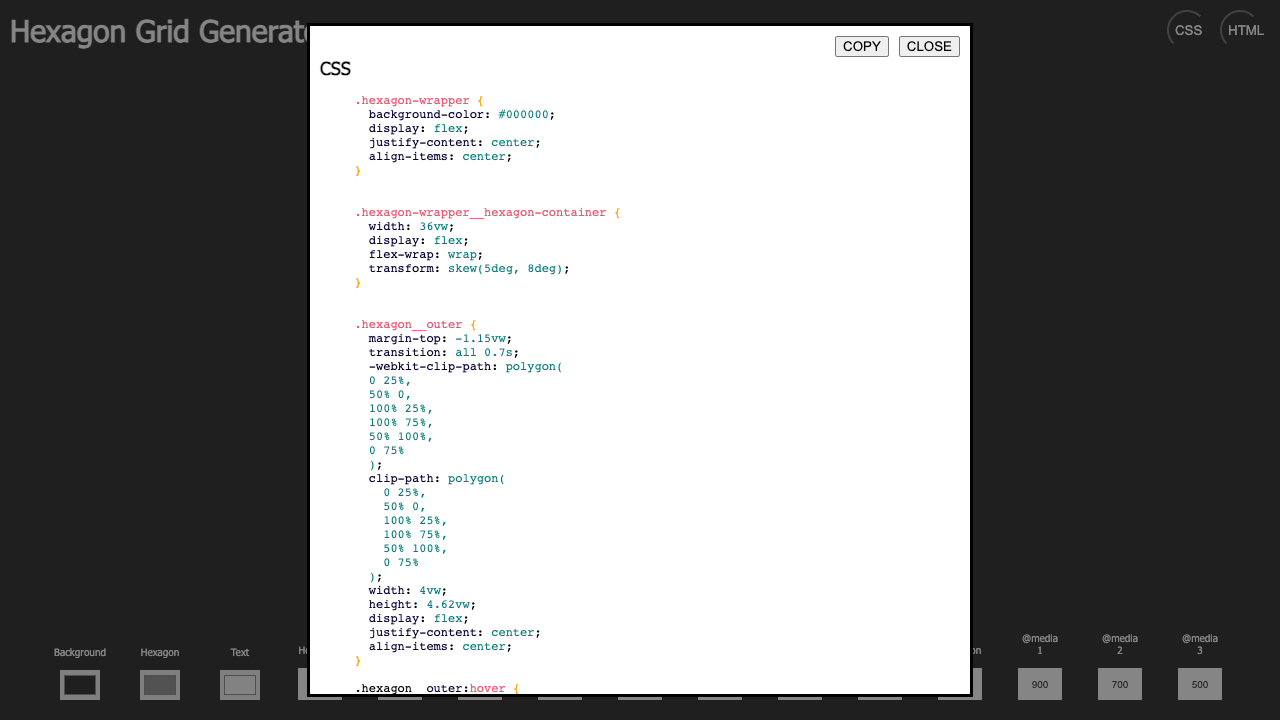 Hexagon Grid Generat
CSS
HTML
COPY
CLOSE
CSS
.hexagon-wrapper {
background-color: #000000;
display: flex;
justify-content: center;
align-items: center;
}
.hexagon-wrapper__hexagon-container {
width: 36vw;
display: flex;
flex-wrap: wrap;
transform: skew(5deg, 8deg);
}
.hexagon__outer {
margin-top: -1.15vw;
transition: all 0.7s;
-webkit-clip-path: polygon(
0 25%,
50% 0,
100% 25%,
100% 75%,
50% 100%,
0 75%
);
clip-path: polygon(
0 25%,
50% 0,
100% 25%,
100% 75%,
50% 100%,
0 75%
);
width: 4vw;
height: 4.62vw;
display: flex;
justify-content: center;
align-items: center;
}
.hexagon__outer:hover {
Background
Hexagon
Text
@media
1
@media
2
@media
3
900
700
500